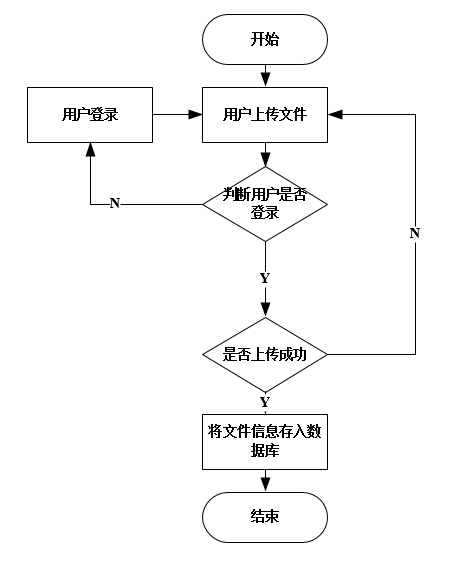 开始
用户登录
用户上传文件
判断用户是否
登录
N
N
Y
是否上传成功
Y
将文件信息存入数
据库
结束